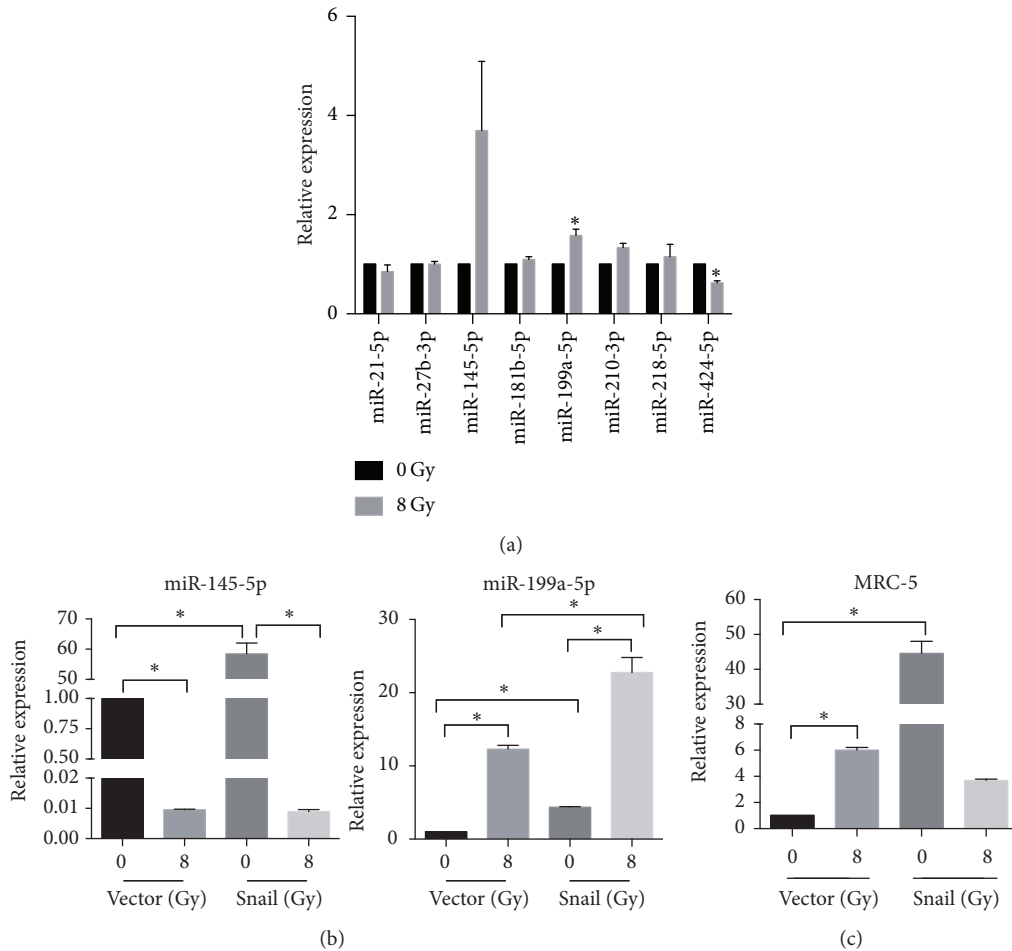 6
4
2
0
Relative expression
*
*
miR-21-5p
miR-27b-3p
miR-145-5p
miR-181b-5p
miR-199a-5p
miR-210-3p
miR-218-5p
miR-424-5p
0 Gy
8 Gy
(a)
miR-145-5p
70
60
50
1.00
0.75
0.50
0.02
0.01
0.00
Relative expression
*
*
*
0 8 0 8
Vector (Gy) Snail (Gy)
miR-199a-5p
30
20
10
0
Relative expression
*
*
*
*
0 8 0 8
Vector (Gy) Snail (Gy)
(b)
MRC-5
60
50
40
30
8
6
4
2
0
Relative expression
*
*
0 8 0 8
Vector (Gy) Snail (Gy)
(c)